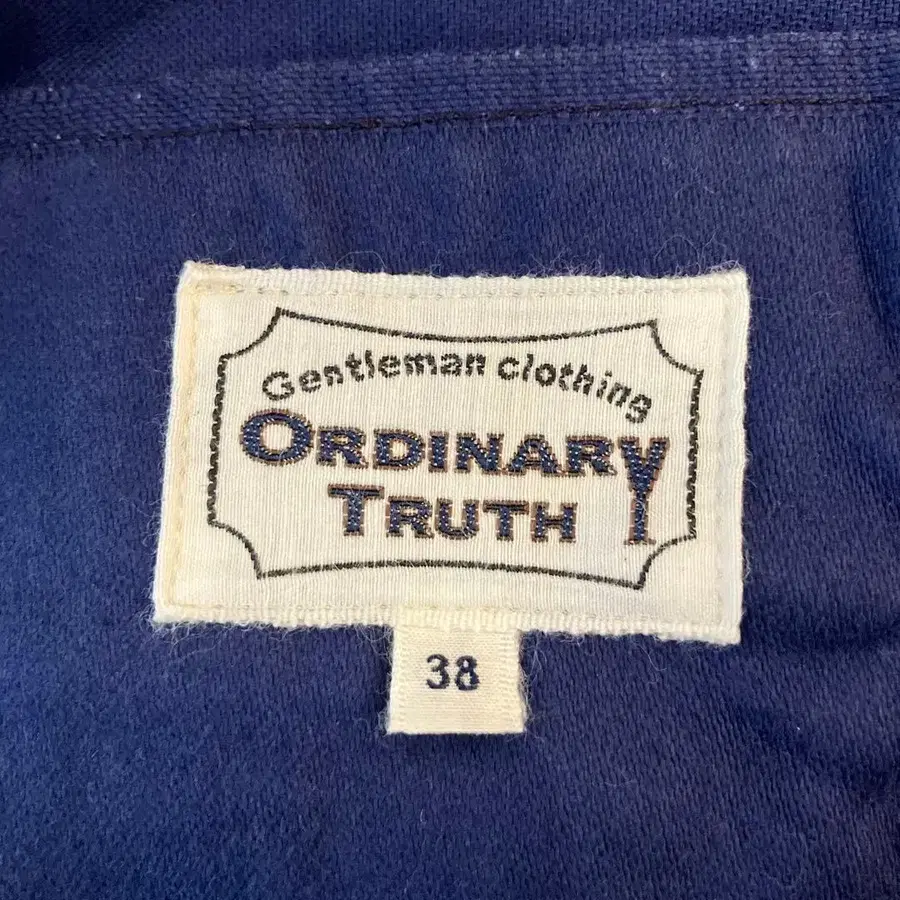 Gentleman clothing
ORDINARY
TRUTH
38